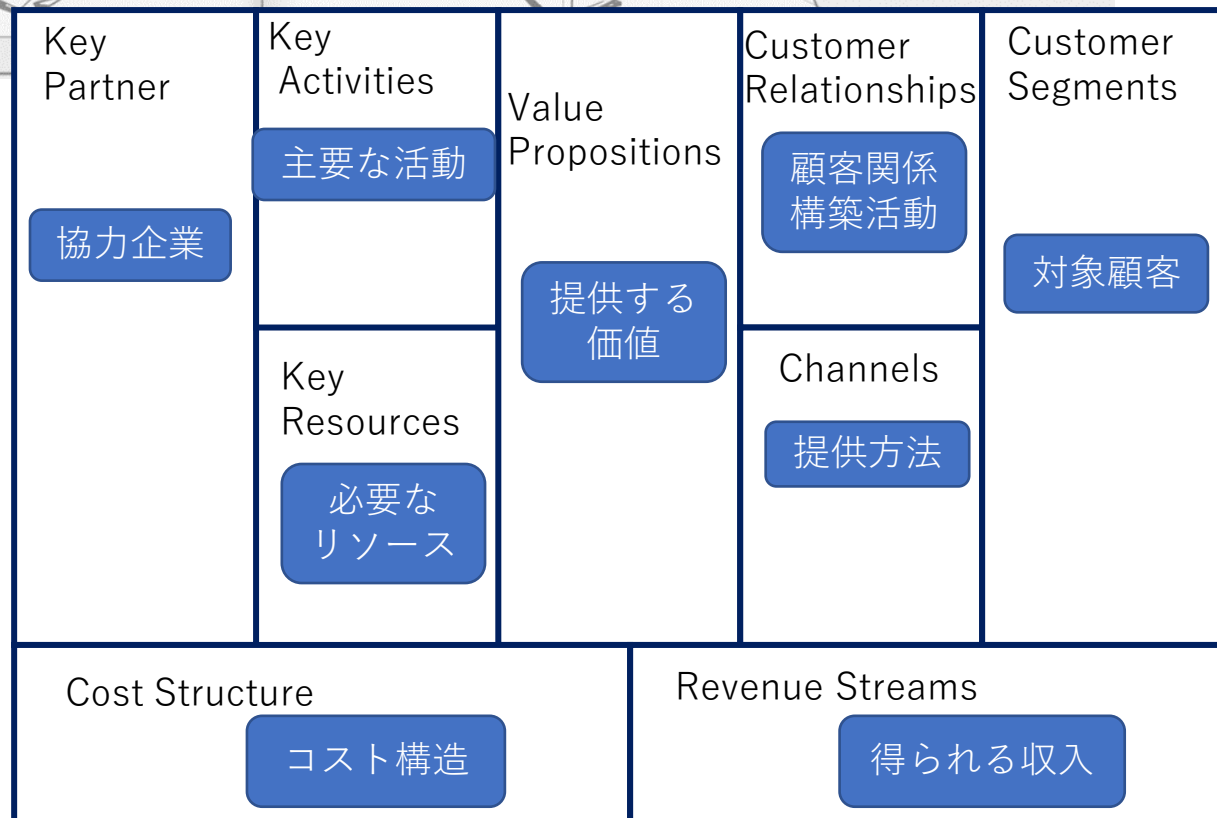 Key
Partner
協力企業
Key
Activities
主要な活動
Key
Resources
必要な
リソース
Value
Propositions
提供する
価値
Customer
Relationships
顧客関係
構築活動
Channels
提供方法
Customer
Segments
対象顧客
Cost Structure
コスト構造
Revenue Streams
得られる収入